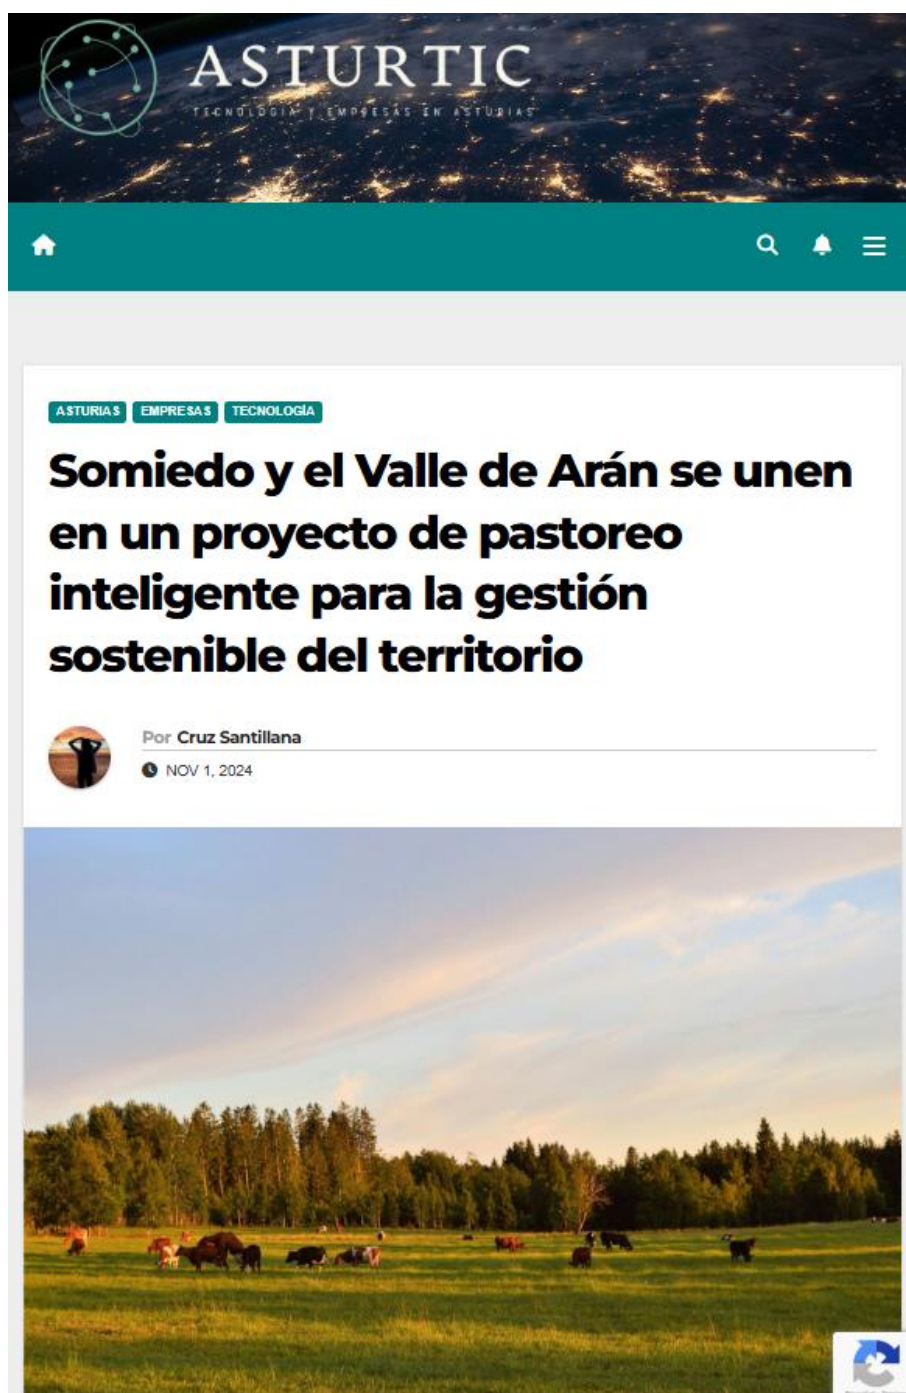 ASTURTIC
TECNOLOGÍA Y EMPRESAS EN ASTURIAS
ASTURIAS EMPRESAS TECNOLOGÍA
Somiedo y el Valle de Arán se unen
en un proyecto de pastoreo
inteligente para la gestión
sostenible del territorio
Por Cruz Santillana
NOV 1, 2024